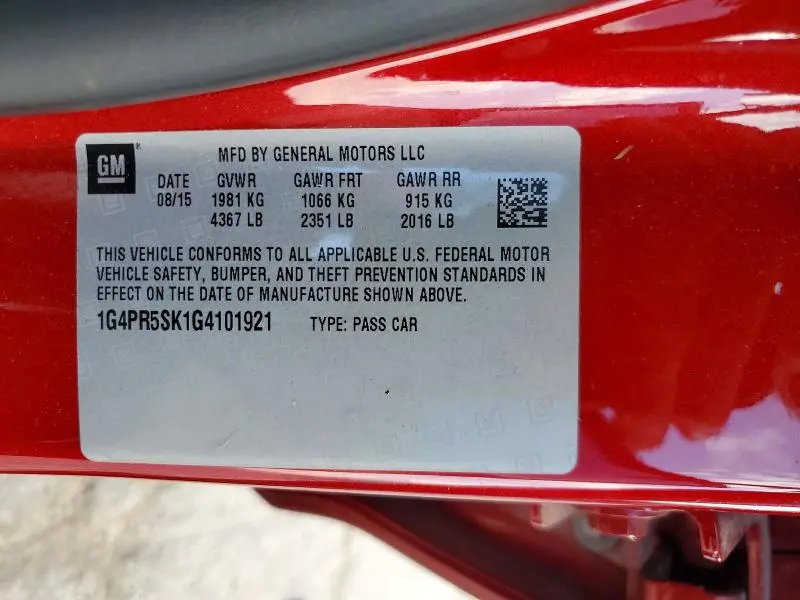 GM ® MFD BY GENERAL MOTORS LLC
DATE GVWR GAWR FRT GAWR RR
08/15 1981 KG 1066 KG 915 KG
4367 LB 2351 LB 2016 LB
THIS VEHICLE CONFORMS TO ALL APPLICABLE U.S. FEDERAL MOTOR
VEHICLE SAFETY, BUMPER, AND THEFT PREVENTION STANDARDS IN
EFFECT ON THE DATE OF MANUFACTURE SHOWN ABOVE.
1G4PR5SK1G4101921 TYPE: PASS CAR